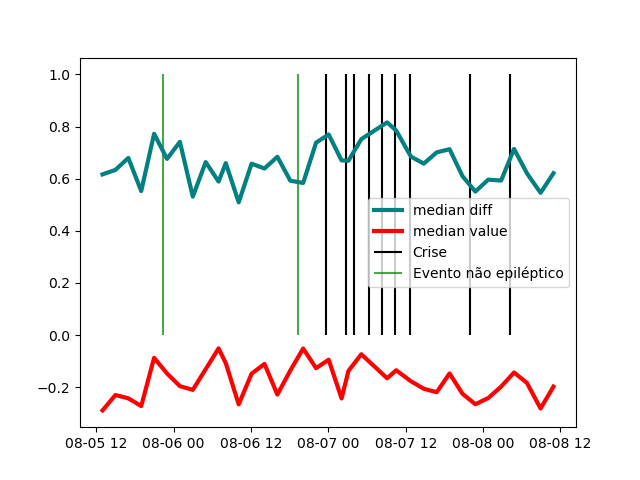 1.0
0.8
0.6
0.4
0.2
0.0
−0.2
median diff
median value
Crise
Evento não epiléptico
08-05 12 08-06 00 08-06 12 08-07 00 08-07 12 08-08 00 08-08 12